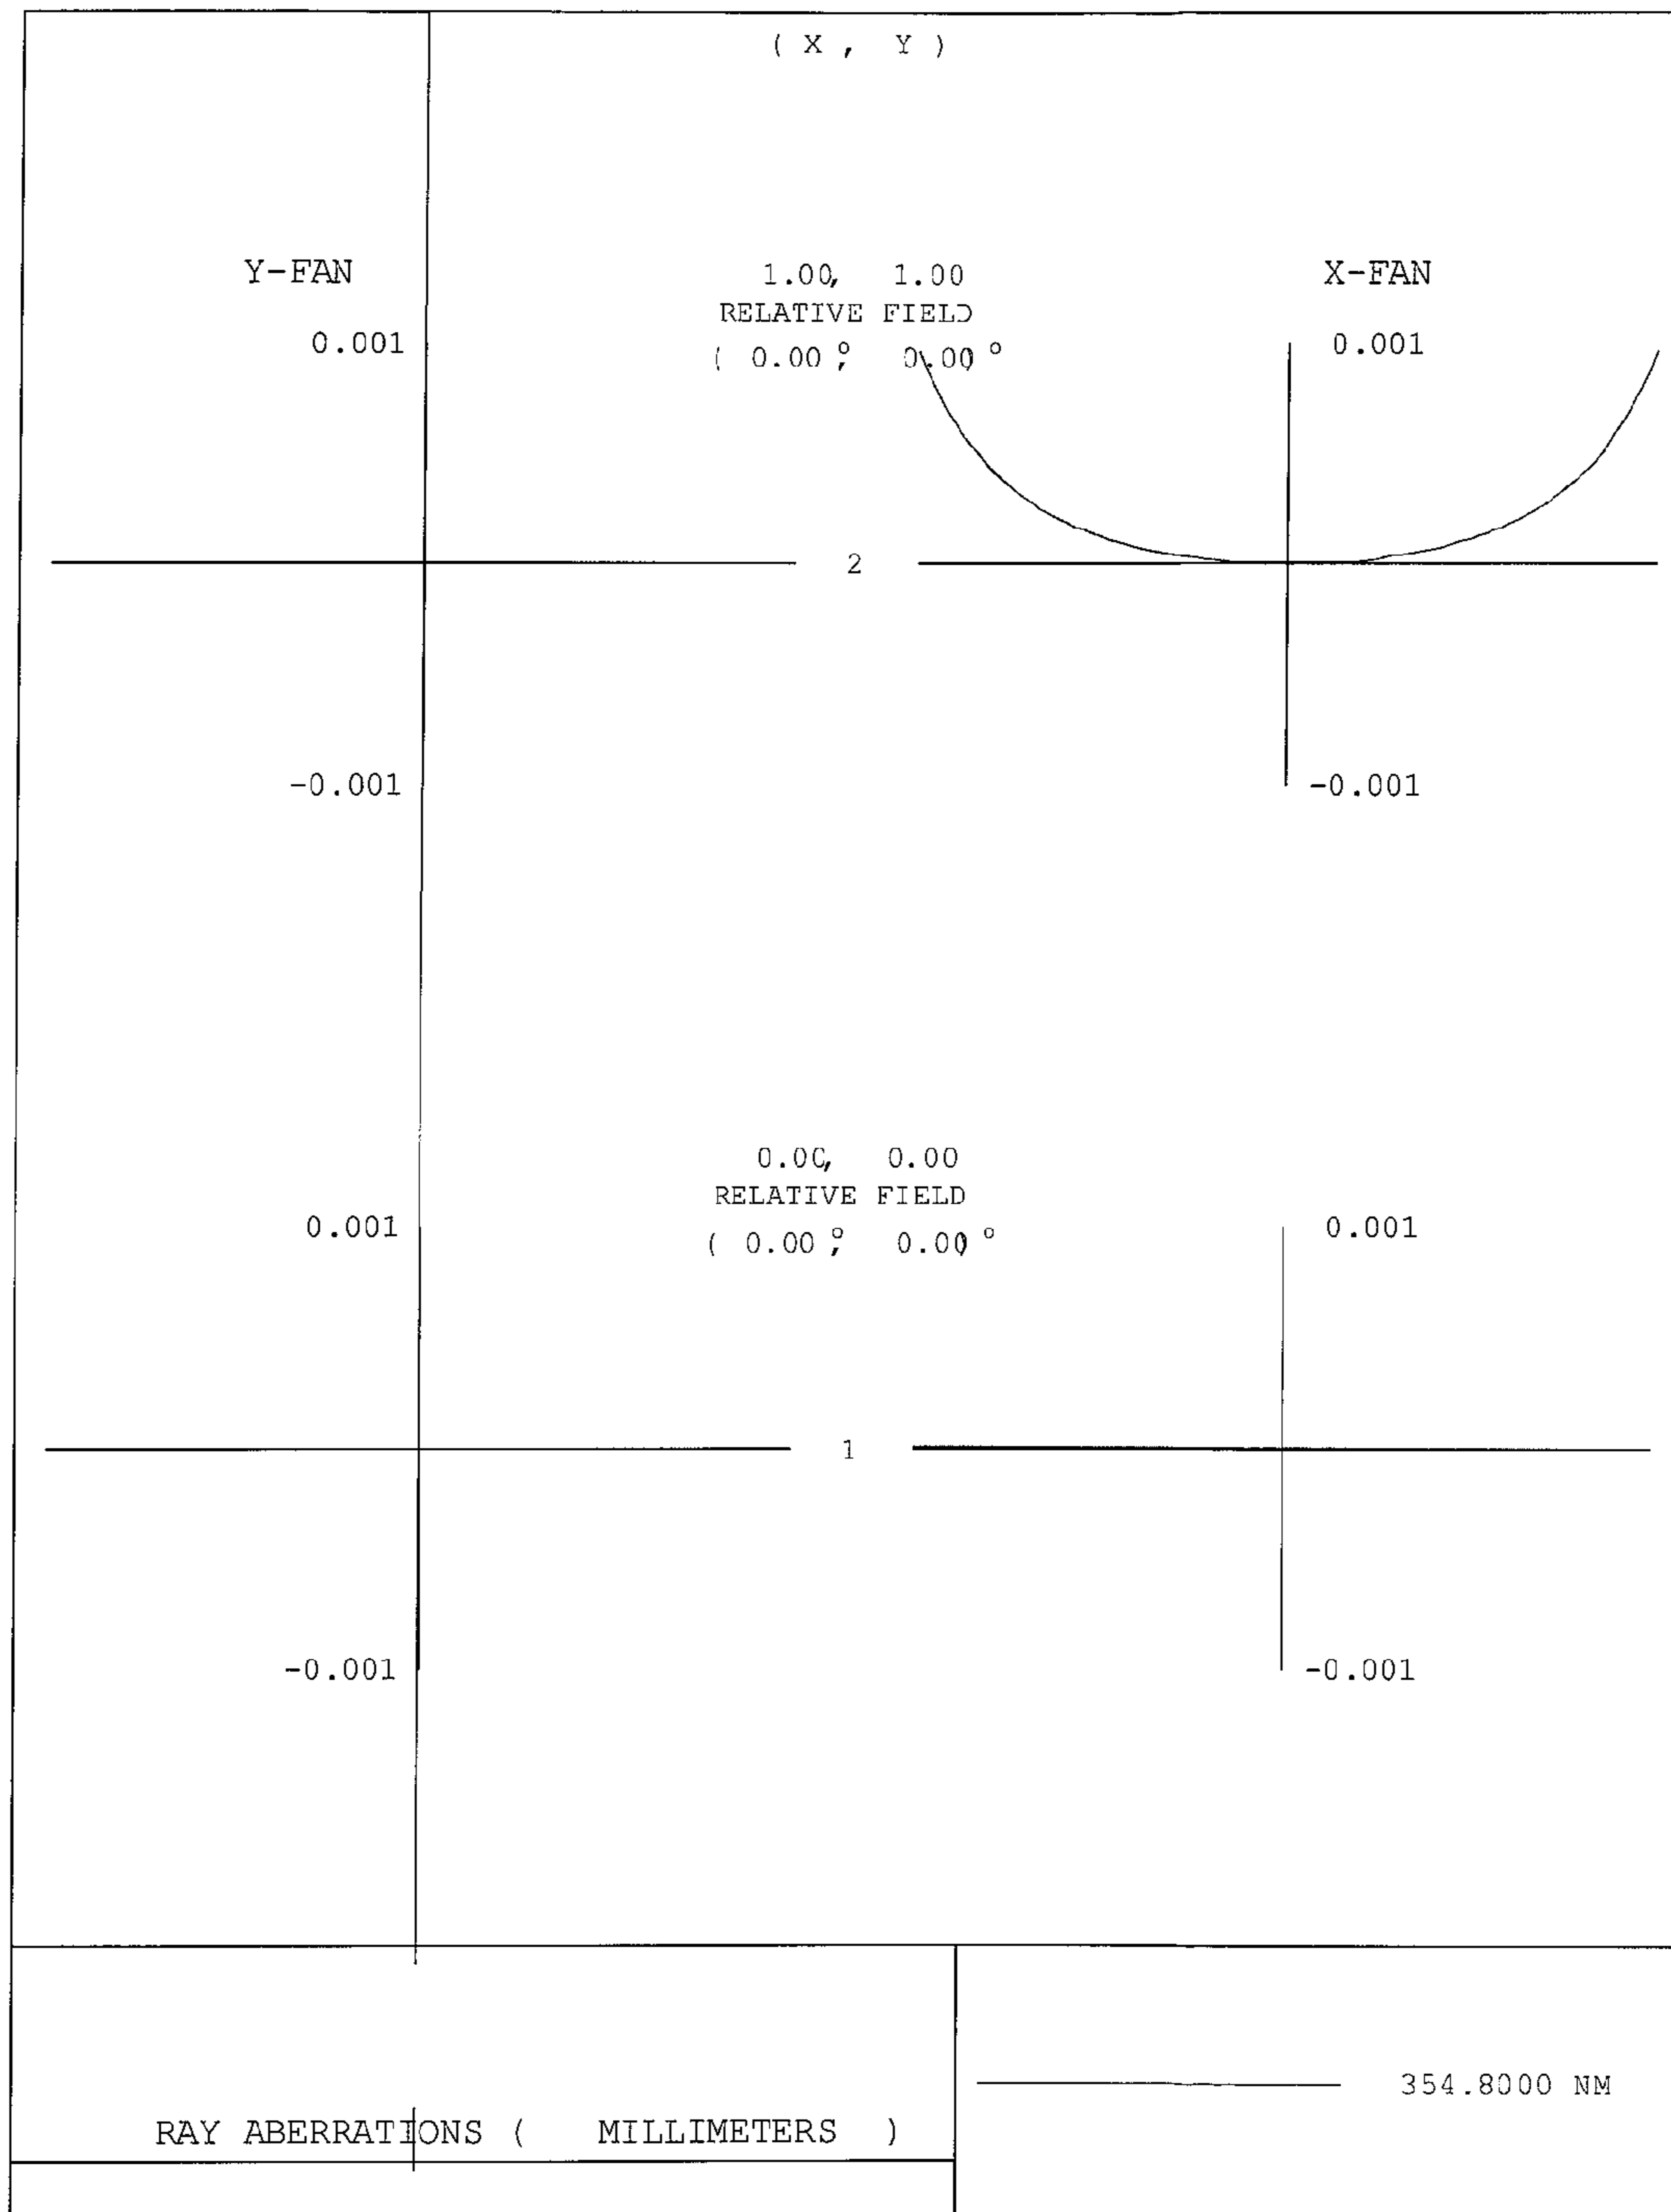 ( X , Y )
Y-FAN 1.00, 1.00 X-FAN
RELATIVE FIELD
0.001 ( 0.00°, 0.00)° 0.001
2
-0.001 -0.001
0.00, 0.00
RELATIVE FIELD
0.001 ( 0.00°, 0.00)° 0.001
1
-0.001 -0.001
354.8000 NM
RAY ABERRATIONS ( MILLIMETERS )